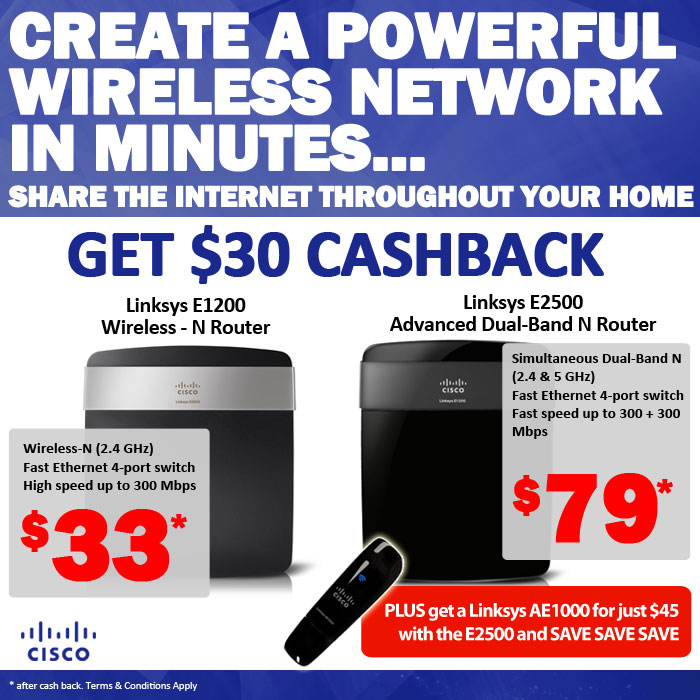 CREATE A POWERFUL
WIRELESS NETWORK
IN MINUTES...
SHARE THE INTERNET THROUGHOUT YOUR HOME
GET $30 CASHBACK
Linksys E1200
Wireless - N Router
CISCO
Wireless-N (2.4 GHz)
Fast Ethernet 4-port switch
High speed up to 300 Mbps
$33*
Linksys E2500
Advanced Dual-Band N Router
CISCO
Simultaneous Dual-Band N
(2.4 & 5 GHz)
Fast Ethernet 4-port switch
Fast speed up to 300 + 300
Mbps
$79*
CISCO
PLUS get a Linksys AE1000 for just $45
with the E2500 and SAVE SAVE SAVE
CISCO
* after cash back. Terms & Conditions Apply